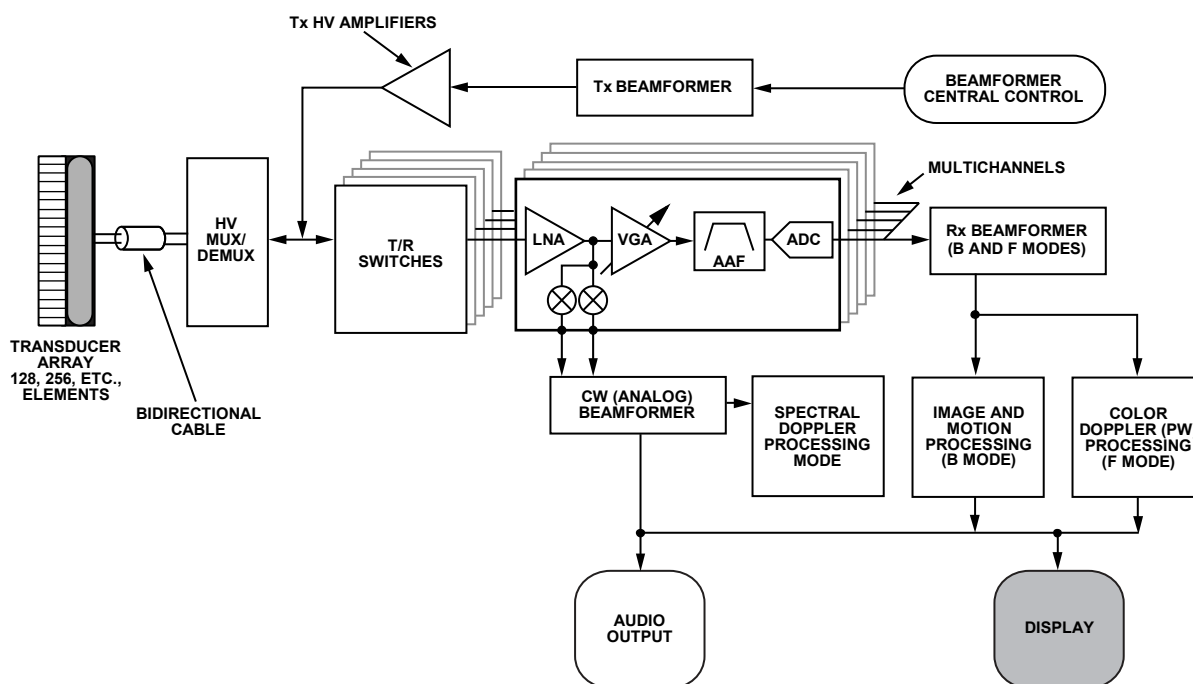 Tx HV AMPLIFIERS
Tx BEAMFORMER
BEAMFORMER
CENTRAL CONTROL
MULTICHANNELS
HV
MUX/
DEMUX
T/R
SWITCHES
LNA
VGA
AAF
ADC
Rx BEAMFORMER
(B AND F MODES)
TRANSDUCER
ARRAY
128, 256, ETC.,
ELEMENTS
BIDIRECTIONAL
CABLE
CW (ANALOG)
BEAMFORMER
SPECTRAL
DOPPLER
PROCESSING
MODE
IMAGE AND
MOTION
PROCESSING
(B MODE)
COLOR
DOPPLER (PW
PROCESSING
(F MODE)
AUDIO
OUTPUT
DISPLAY